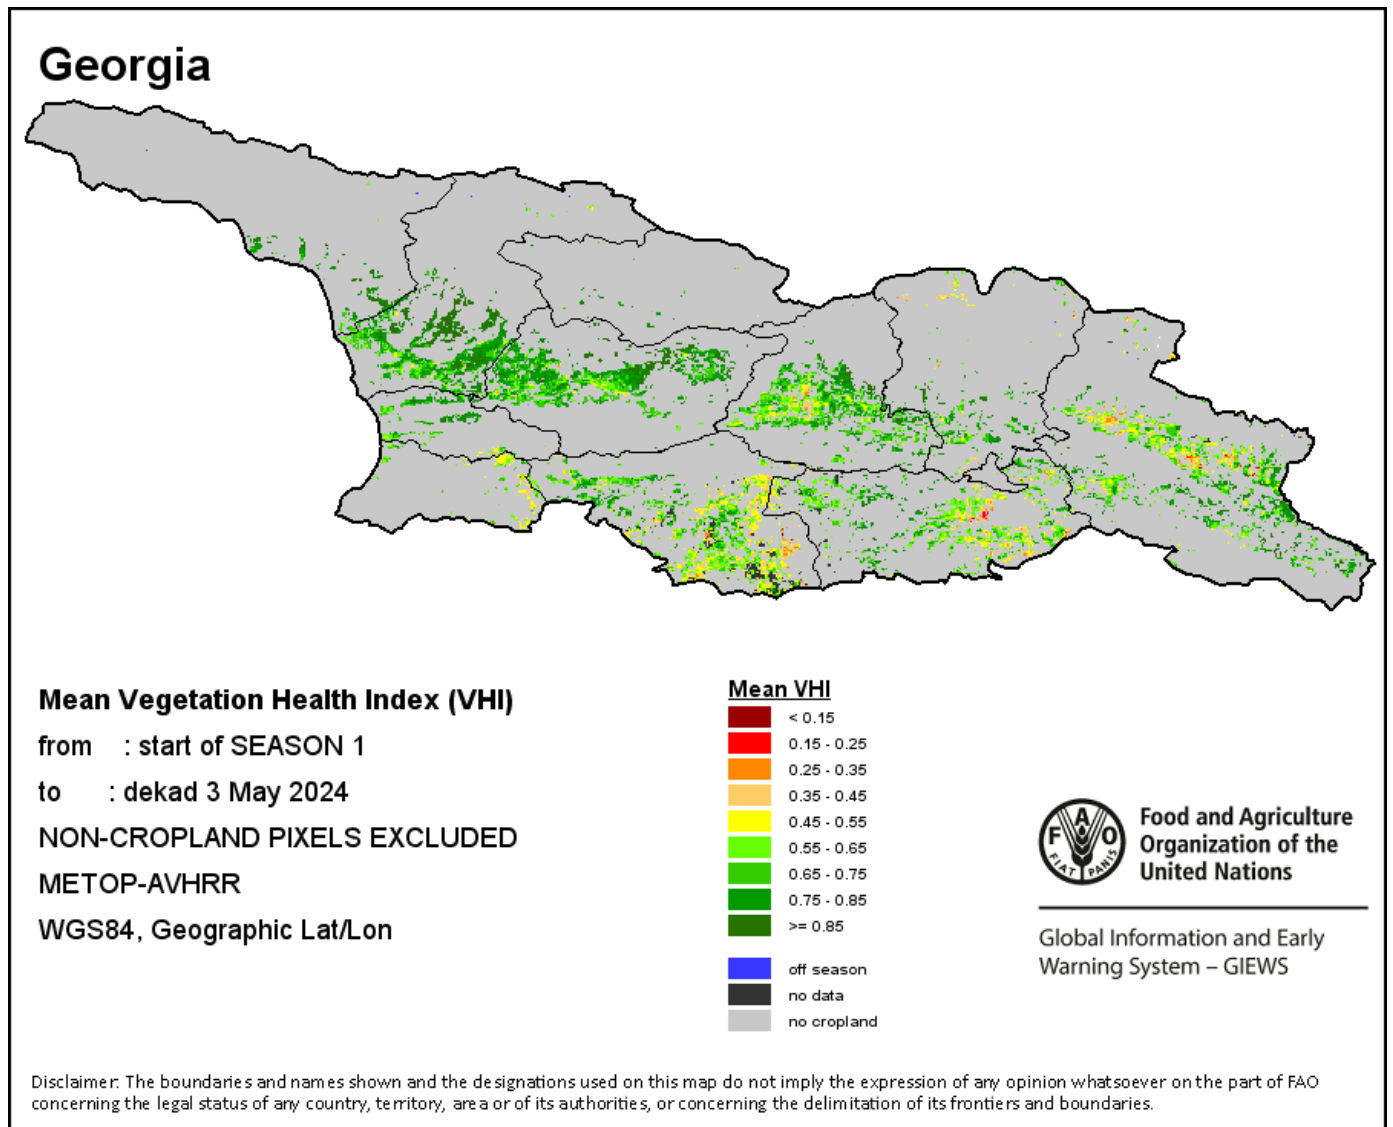 Georgia
Mean Vegetation Health Index (VHI)
from : start of SEASON 1
to : dekad 3 May 2024
NON-CROPLAND PIXELS EXCLUDED
METOP-AVHRR
WGS84, Geographic Lat/Lon
Mean VHI
< 0.15
0.15 - 0.25
0.25 - 0.35
0.35 - 0.45
0.45 - 0.55
0.55 - 0.65
0.65 - 0.75
0.75 - 0.85
>= 0.85
off season
no data
no cropland
F A O
FIAT PANIS
Food and Agriculture
Organization of the
United Nations
Global Information and Early
Warning System – GIEWS
Disclaimer: The boundaries and names shown and the designations used on this map do not imply the expression of any opinion whatsoever on the part of FAO
concerning the legal status of any country, territory, area or of its authorities, or concerning the delimitation of its frontiers and boundaries.